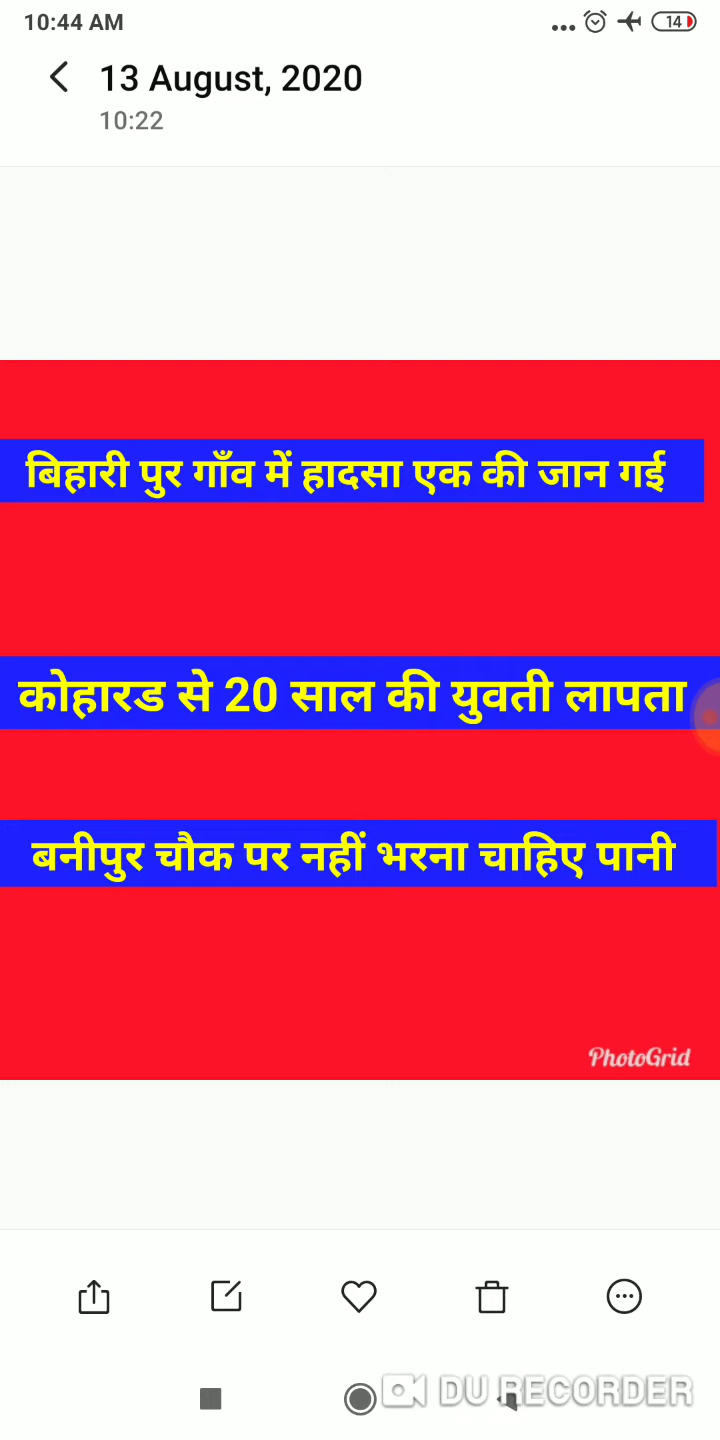 10:44 AM
14
13 August, 2020
10:22
बिहारी पुर गाँव में हादसा एक की जान गई
कोहारड से 20 साल की युवती लापता
बनीपुर चौक पर नहीं भरना चाहिए पानी
PhotoGrid
DU RECORDER